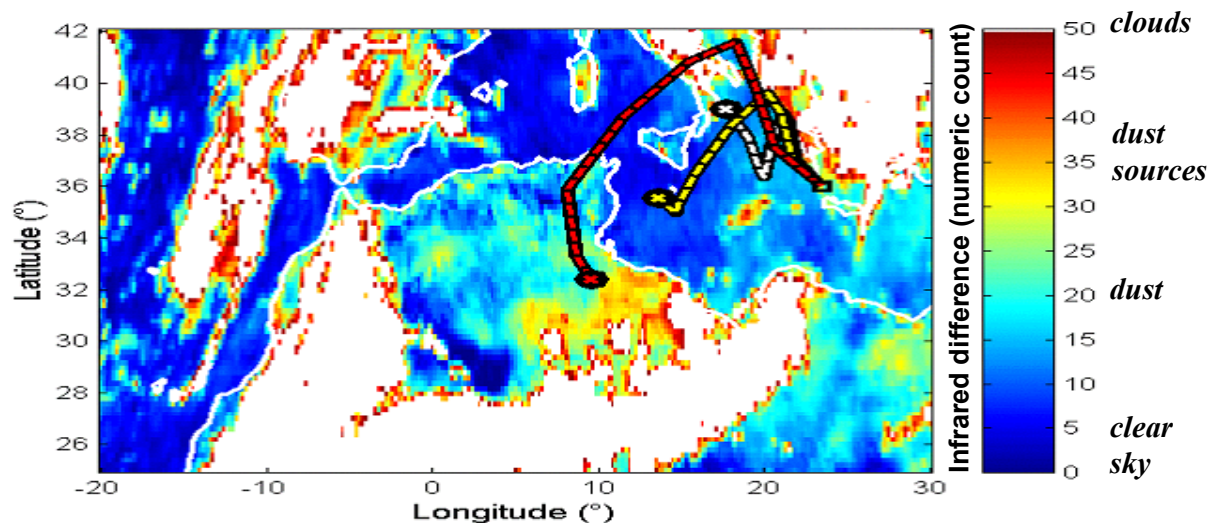 42
40
38
36
34
32
30
28
26
Latitude (°)
-20
-10
0
10
20
30
Longitude (°)
Infrared difference (numeric count)
50
45
40
35
30
25
20
15
10
5
0
clouds
dust
sources
dust
clear
sky